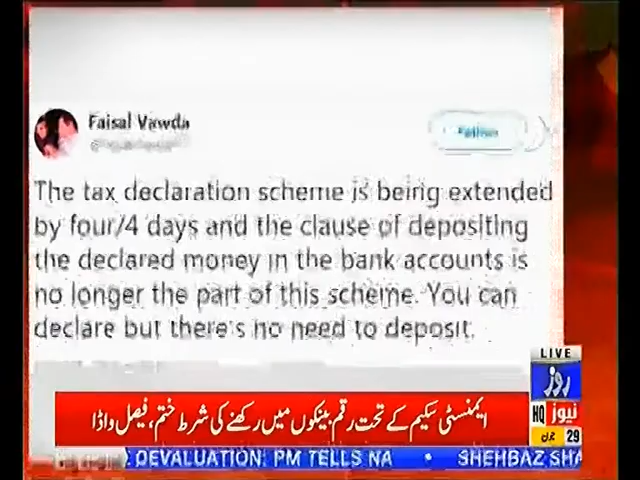 Faisal Vawda
Follow
The tax declaration scheme is being extended
by four/4 days and the clause of depositing
the declared money in the bank accounts is
no longer the part of this scheme. You can
declare but there's no need to deposit.
LIVE
روز
نیوز HQ
29 جون
ایمنسٹی سکیم کے تحت رقم بینکوں میں رکھنے کی شرط ختم، فیصل واڈا
DEVALUATION: PM TELLS NA • SHEHBAZ SHA